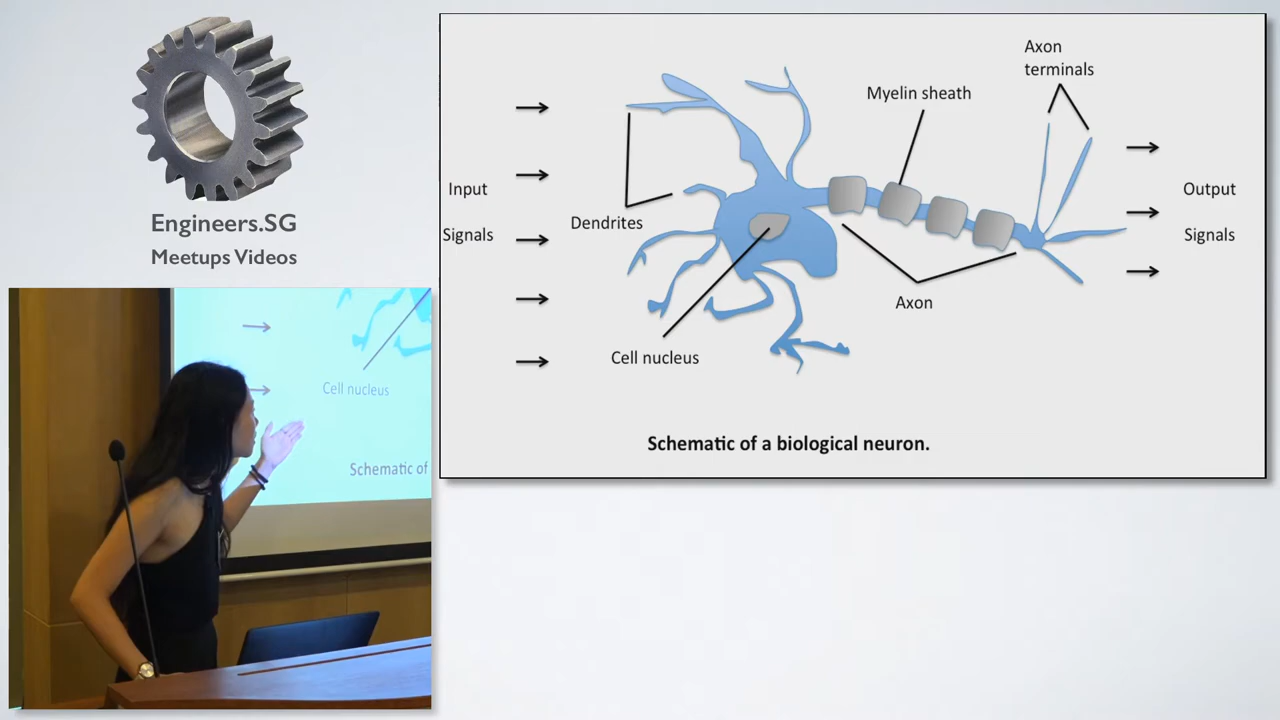 Engineers.SG
Meetups Videos
Axon
terminals
Myelin sheath
Input
Signals
Dendrites
Output
Signals
Axon
Cell nucleus
Schematic of a biological neuron.
Cell nucleus
Schematic of